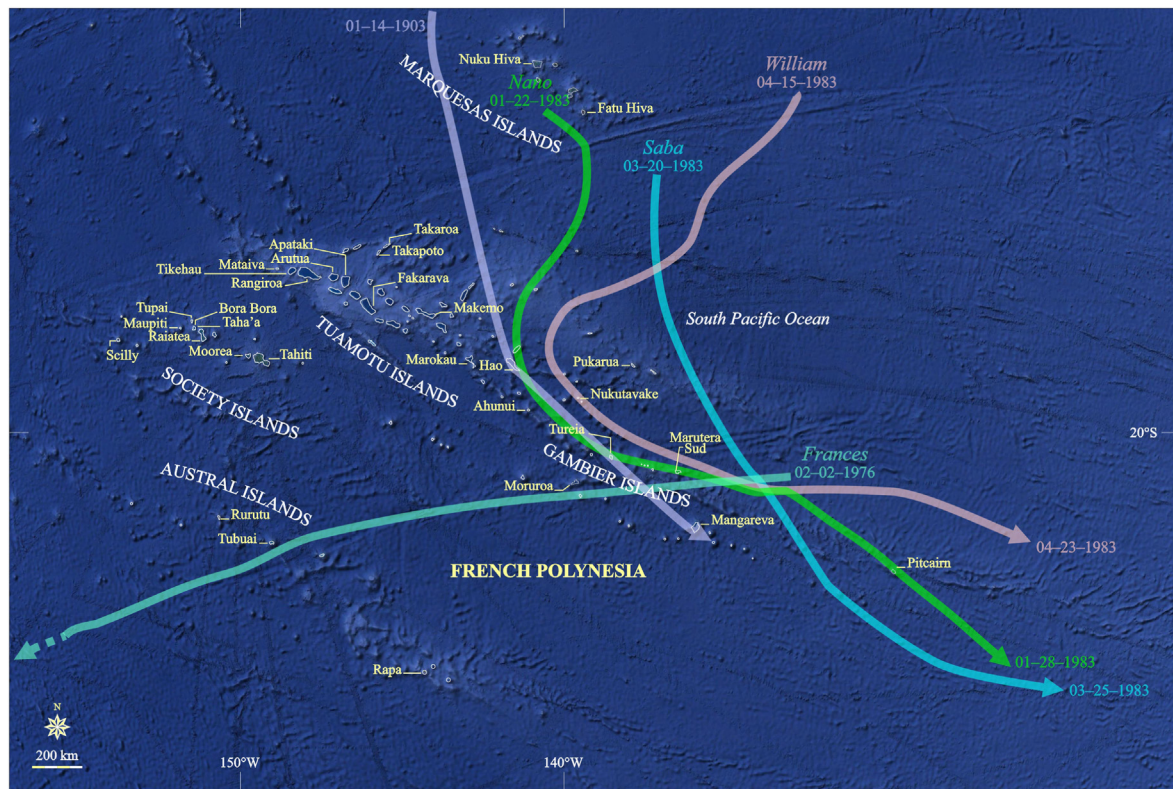 01–14–1903
Nuku Hiva
MARQUESAS ISLANDS
Nano
01–22–1983
Fatu Hiva
William
04–15–1983
Saba
03–20–1983
Takaroa
Apataki
Takapoto
Arutua
Mataiva
Tikehau
Rangiroa
Fakarava
Makemo
Tupai
Bora Bora
Maupiti
Taha’a
Raiatea
Scilly
Moorea
Tahiti
TUAMOTU ISLANDS
South Pacific Ocean
Marokau
Hao
Pukarua
SOCIETY ISLANDS
Ahunui
Nukutavake
Tureia
Marutera
Sud
20°S
GAMBIER ISLANDS
Frances
02–02–1976
AUSTRAL ISLANDS
Moruroa
Rurutu
Tubuai
Mangareva
04–23–1983
FRENCH POLYNESIA
Pitcairn
Rapa
01–28–1983
03–25–1983
N
200 km
150°W
140°W